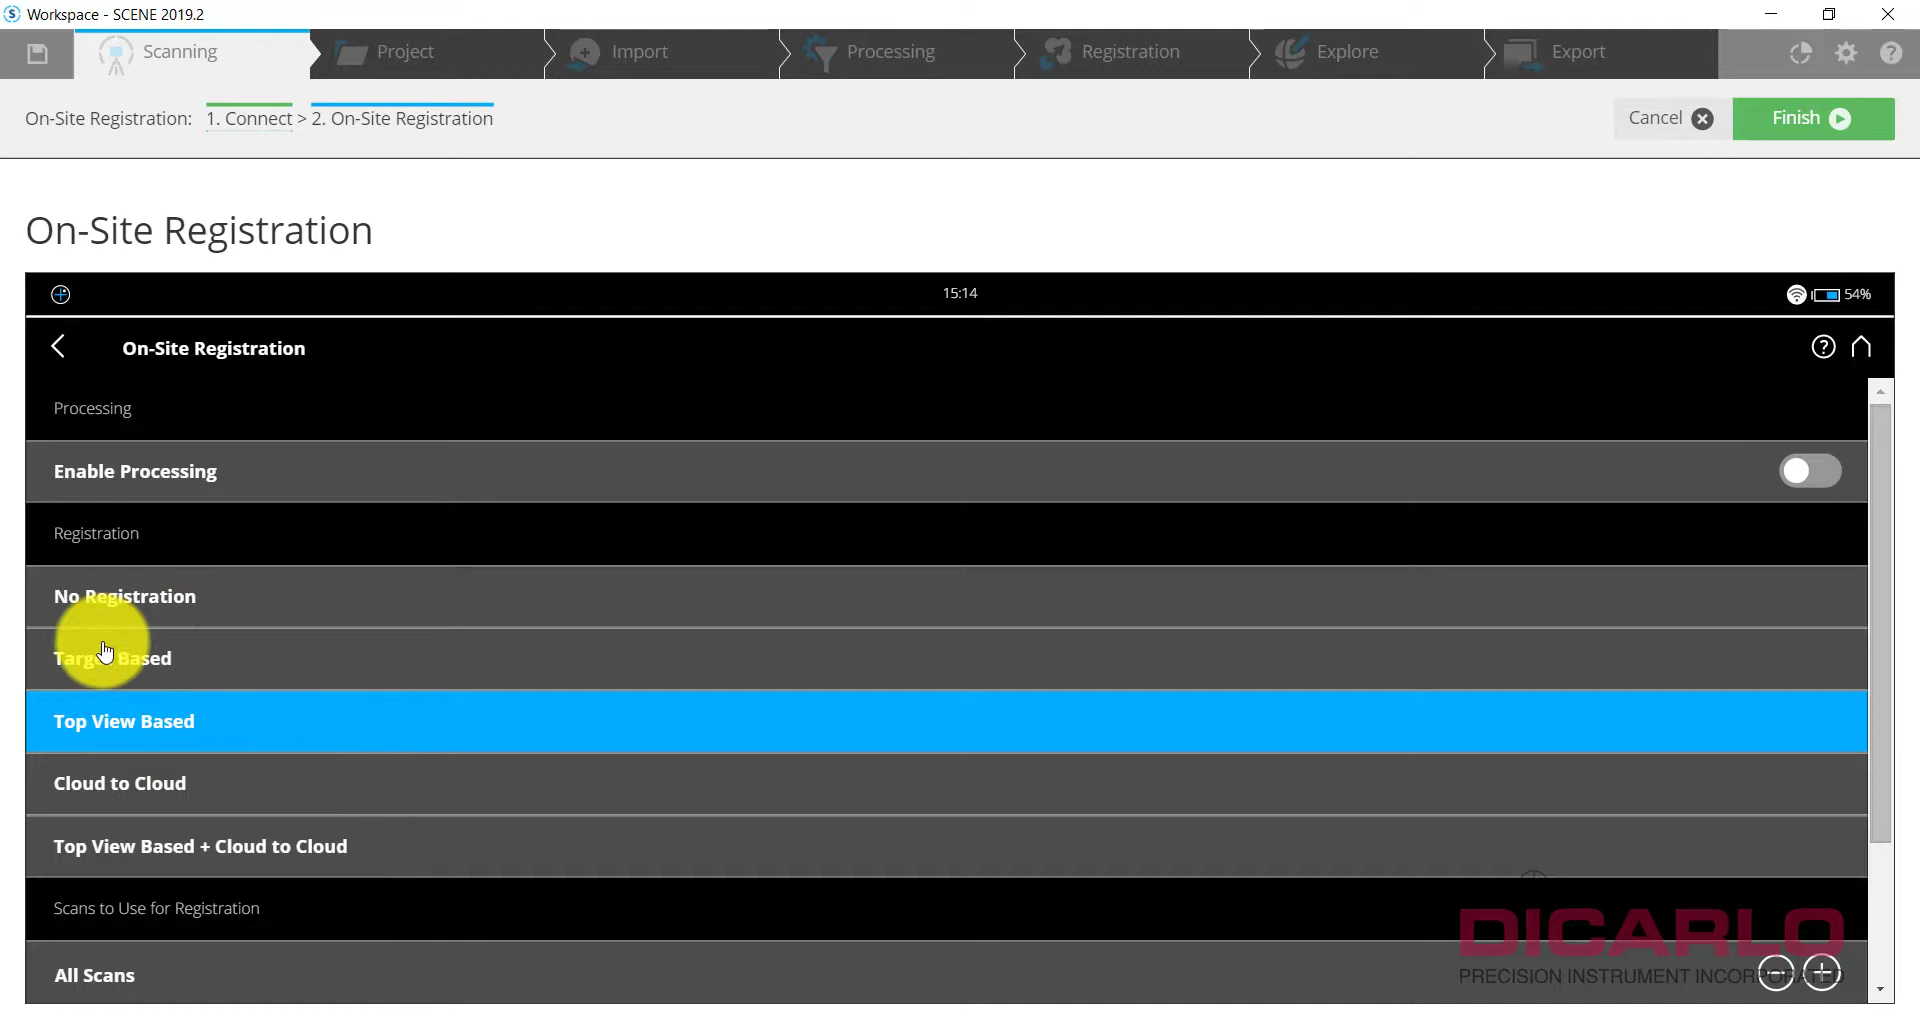 Workspace - SCENE 2019.2
Scanning Project Import Processing Registration Explore Export
On-Site Registration: 1. Connect > 2. On-Site Registration Cancel Finish
On-Site Registration
15:14 54%
On-Site Registration
Processing
Enable Processing
Registration
No Registration
Target Based
Top View Based
Cloud to Cloud
Top View Based + Cloud to Cloud
Scans to Use for Registration
All Scans
DICARLO
PRECISION INSTRUMENT INCORPORATED